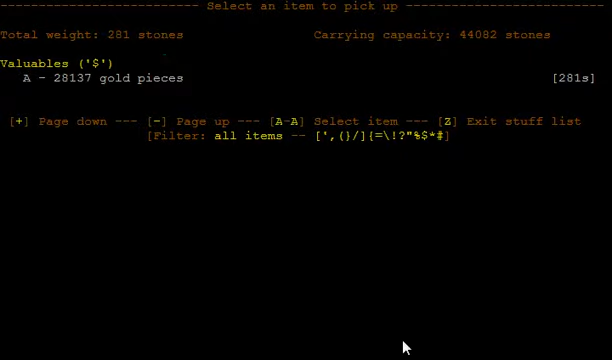 -------------------------- Select an item to pick up --------------------------
Total weight: 281 stones Carrying capacity: 44082 stones
Valuables ('$')
A - 28137 gold pieces [281s]
[+] Page down --- [-] Page up --- [A-A] Select item --- [Z] Exit stuff list
[Filter: all items -- [',(}/]{=\!?"%$*#]